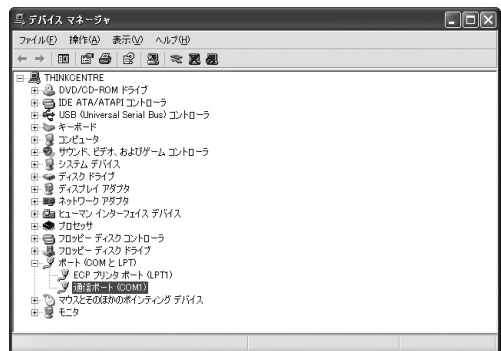 デバイス マネージャ
ファイル(F) 操作(A) 表示(V) ヘルプ(H)
THINKCENTRE
DVD/CD-ROM ドライブ
IDE ATA/ATAPI コントローラ
USB (Universal Serial Bus) コントローラ
キーボード
コンピュータ
サウンド、ビデオ、およびゲーム コントローラ
システム デバイス
ディスク ドライブ
ディスプレイ アダプタ
ネットワーク アダプタ
ヒューマン インターフェイス デバイス
プロセッサ
フロッピー ディスク コントローラ
フロッピー ディスク ドライブ
ポート (COM と LPT)
ECP プリンタ ポート (LPT1)
通信ポート (COM1)
マウスとそのほかのポインティング デバイス
モニタ